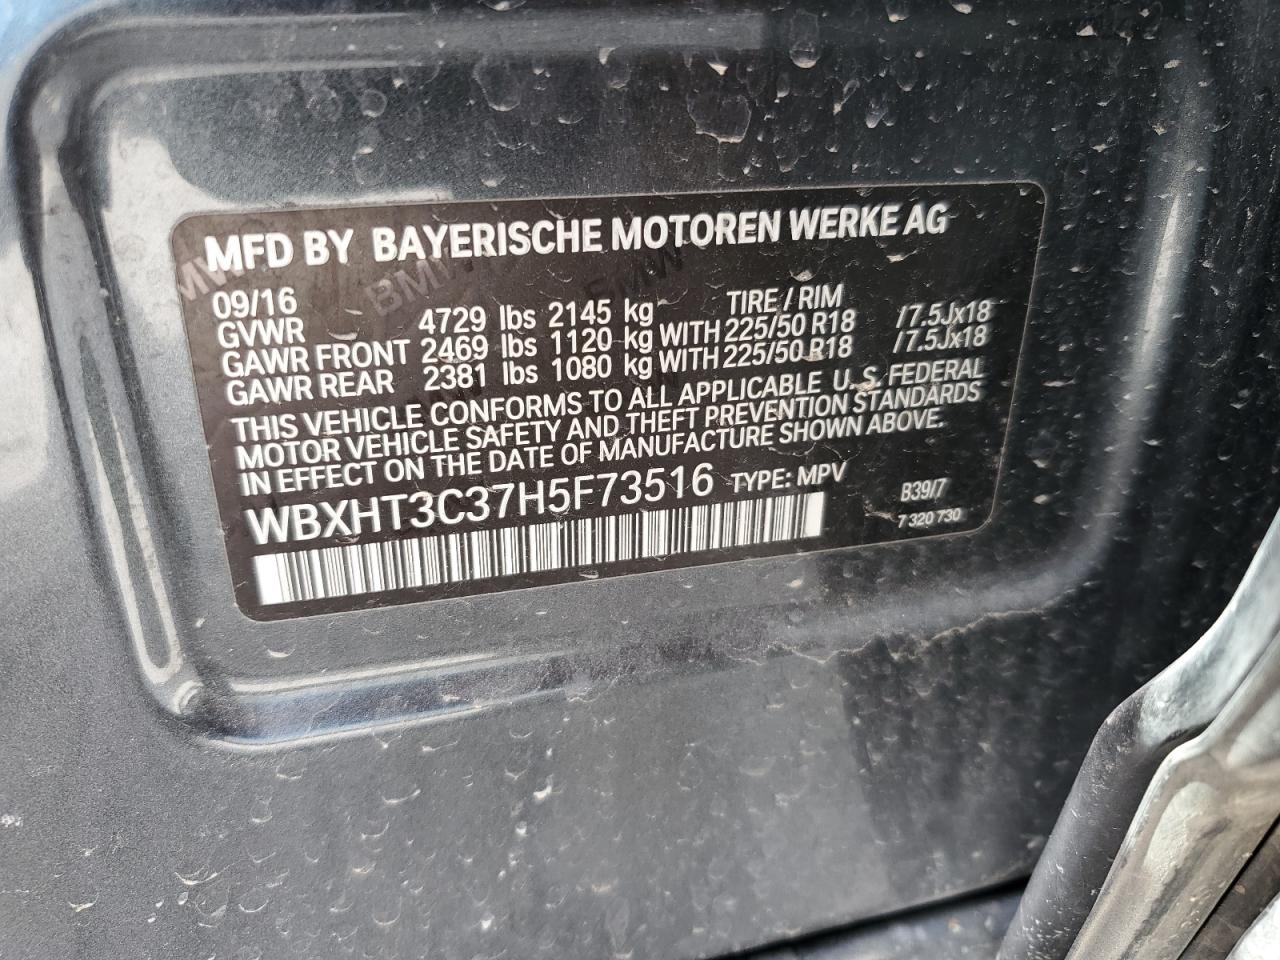 MFD BY BAYERISCHE MOTOREN WERKE AG
09/16 TIRE / RIM
GVWR 4729 lbs 2145 kg
GAWR FRONT 2469 lbs 1120 kg WITH 225/50 R18 /7.5Jx18
GAWR REAR 2381 lbs 1080 kg WITH 225/50 R18 /7.5Jx18
THIS VEHICLE CONFORMS TO ALL APPLICABLE U.S. FEDERAL
MOTOR VEHICLE SAFETY AND THEFT PREVENTION STANDARDS
IN EFFECT ON THE DATE OF MANUFACTURE SHOWN ABOVE.
WBXHT3C37H5F73516 TYPE: MPV
B39/7
7 320 730
BMW
BMW
BMW